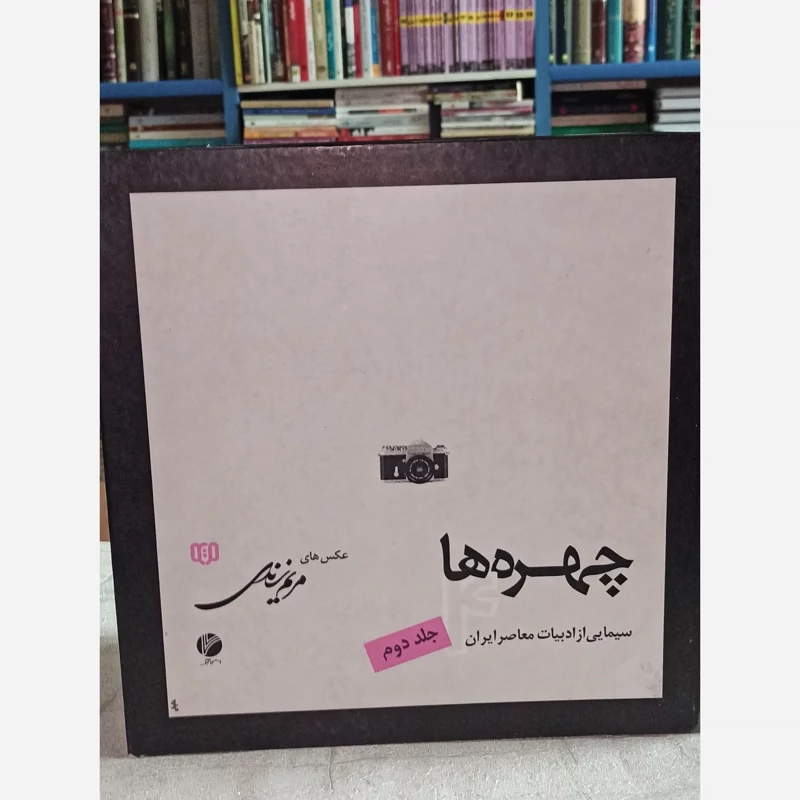 چهره‌ها
سیمایی از ادبیات معاصر ایران
جلد دوم
عکس های
مریم زندی